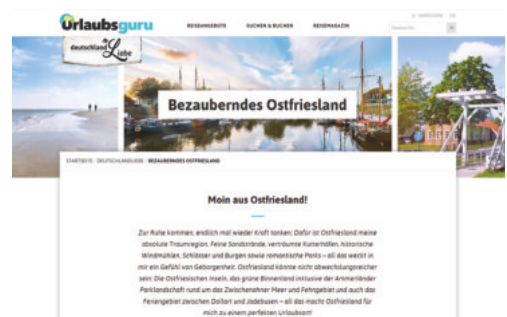 Urlaubsguru
REISEANGEBOTE SUCHEN & BUCHEN REISEMAGAZIN
deutschland
Liebe
Bezauberndes Ostfriesland
STARTSEITE DEUTSCHLANDLIEBE BEZAUBERNDES OSTFRIESLAND
Moin aus Ostfriesland!
Zur Ruhe kommen, endlich mal wieder Kraft tanken: Dafür ist Ostfriesland meine
absolute Traumregion. Feine Sandstrände, verträumte Kutterhäfen, historische
Windmühlen, Schlösser und Burgen sowie romantische Parks – all das weckt in
mir ein Gefühl von Geborgenheit. Ostfriesland könnte nicht abwechslungsreicher
sein: Die Ostfriesischen Inseln, das grüne Binnenland inklusive der Ammerländer
Parklandschaft rund um das Zwischenahner Meer und Fehngebiet und auch das
Feriengebiet zwischen Dollart und Jadebusen – all das macht Ostfriesland für
mich zu einem perfekten Urlaubsort!